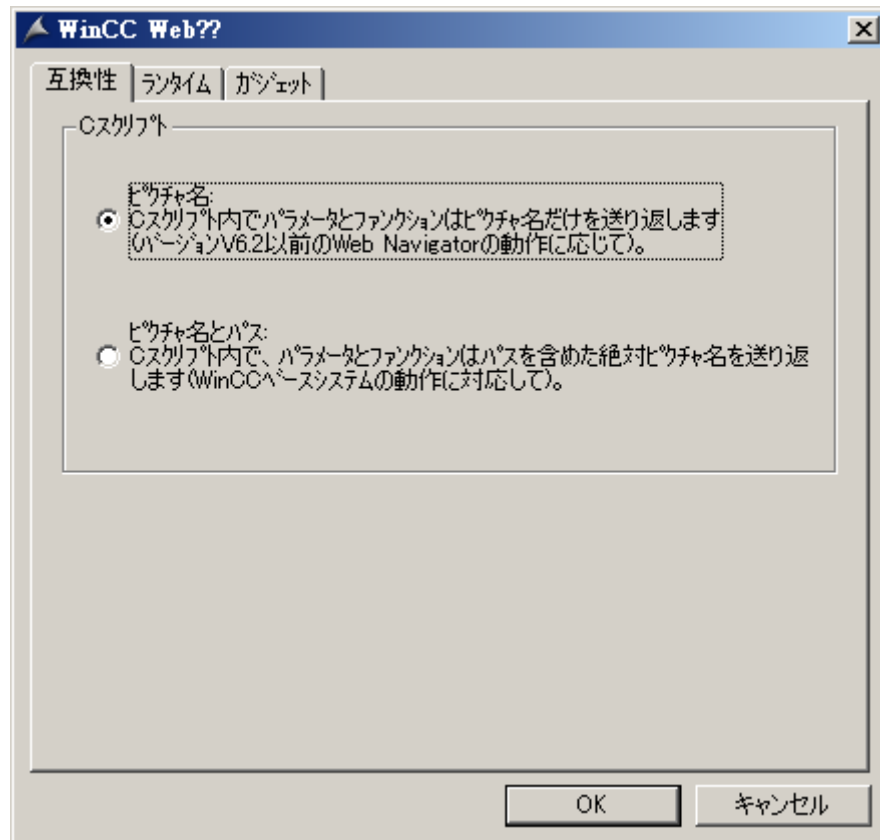 WinCC Web??
互換性 ﾗﾝﾀｲﾑ ｶﾞｼﾞｪｯﾄ
Cｽｸﾘﾌﾟﾄ
ﾋﾟｸﾁｬ名:
Cｽｸﾘﾌﾟﾄ内でﾊﾟﾗﾒｰﾀとﾌｧﾝｸｼｮﾝはﾋﾟｸﾁｬ名だけを送り返します
(ﾊﾞｰｼﾞｮﾝV6.2以前のWeb Navigatorの動作に応じて)。
ﾋﾟｸﾁｬ名とﾊﾟｽ:
Cｽｸﾘﾌﾟﾄ内で、ﾊﾟﾗﾒｰﾀとﾌｧﾝｸｼｮﾝはﾊﾟｽを含めた絶対ﾋﾟｸﾁｬ名を送り返
します(WinCCﾍﾞｰｽｼｽﾃﾑの動作に対応して)。
OK キャンセル